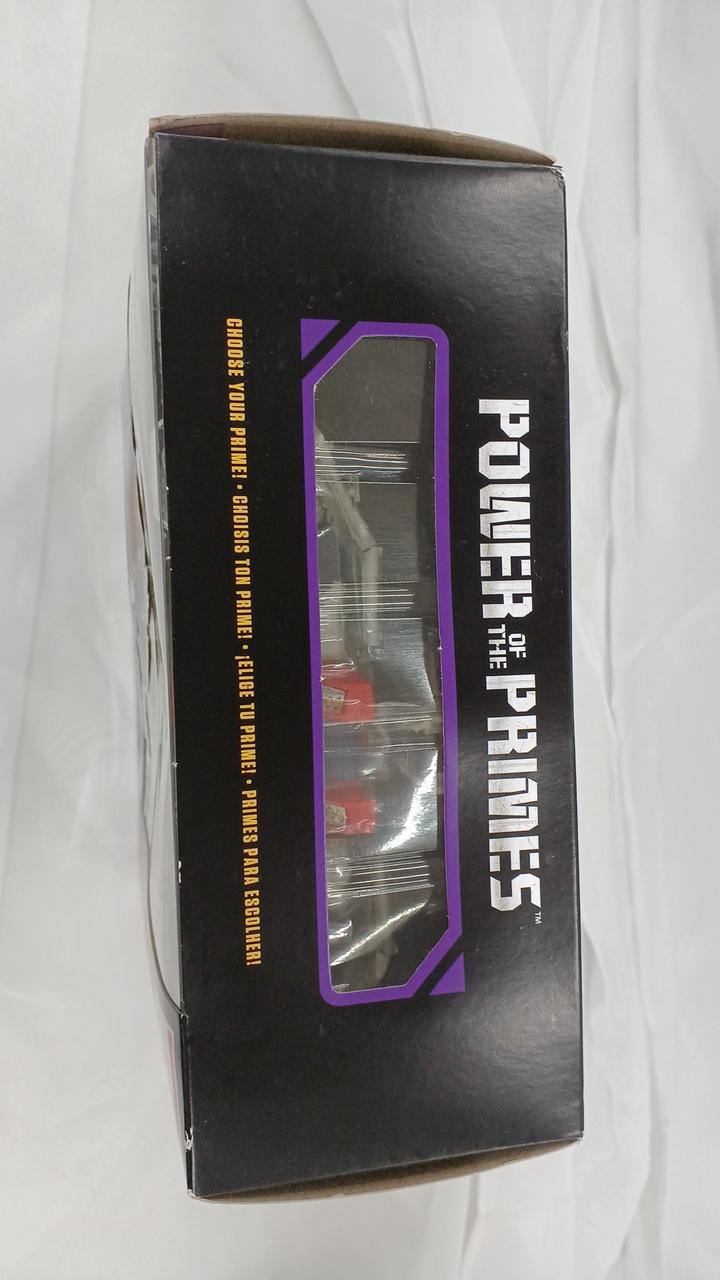 POWER OF THE PRIMES™
CHOOSE YOUR PRIME! • CHOISIS TON PRIME! • ¡ELIGE TU PRIME! • PRIMES PARA ESCOLHER!